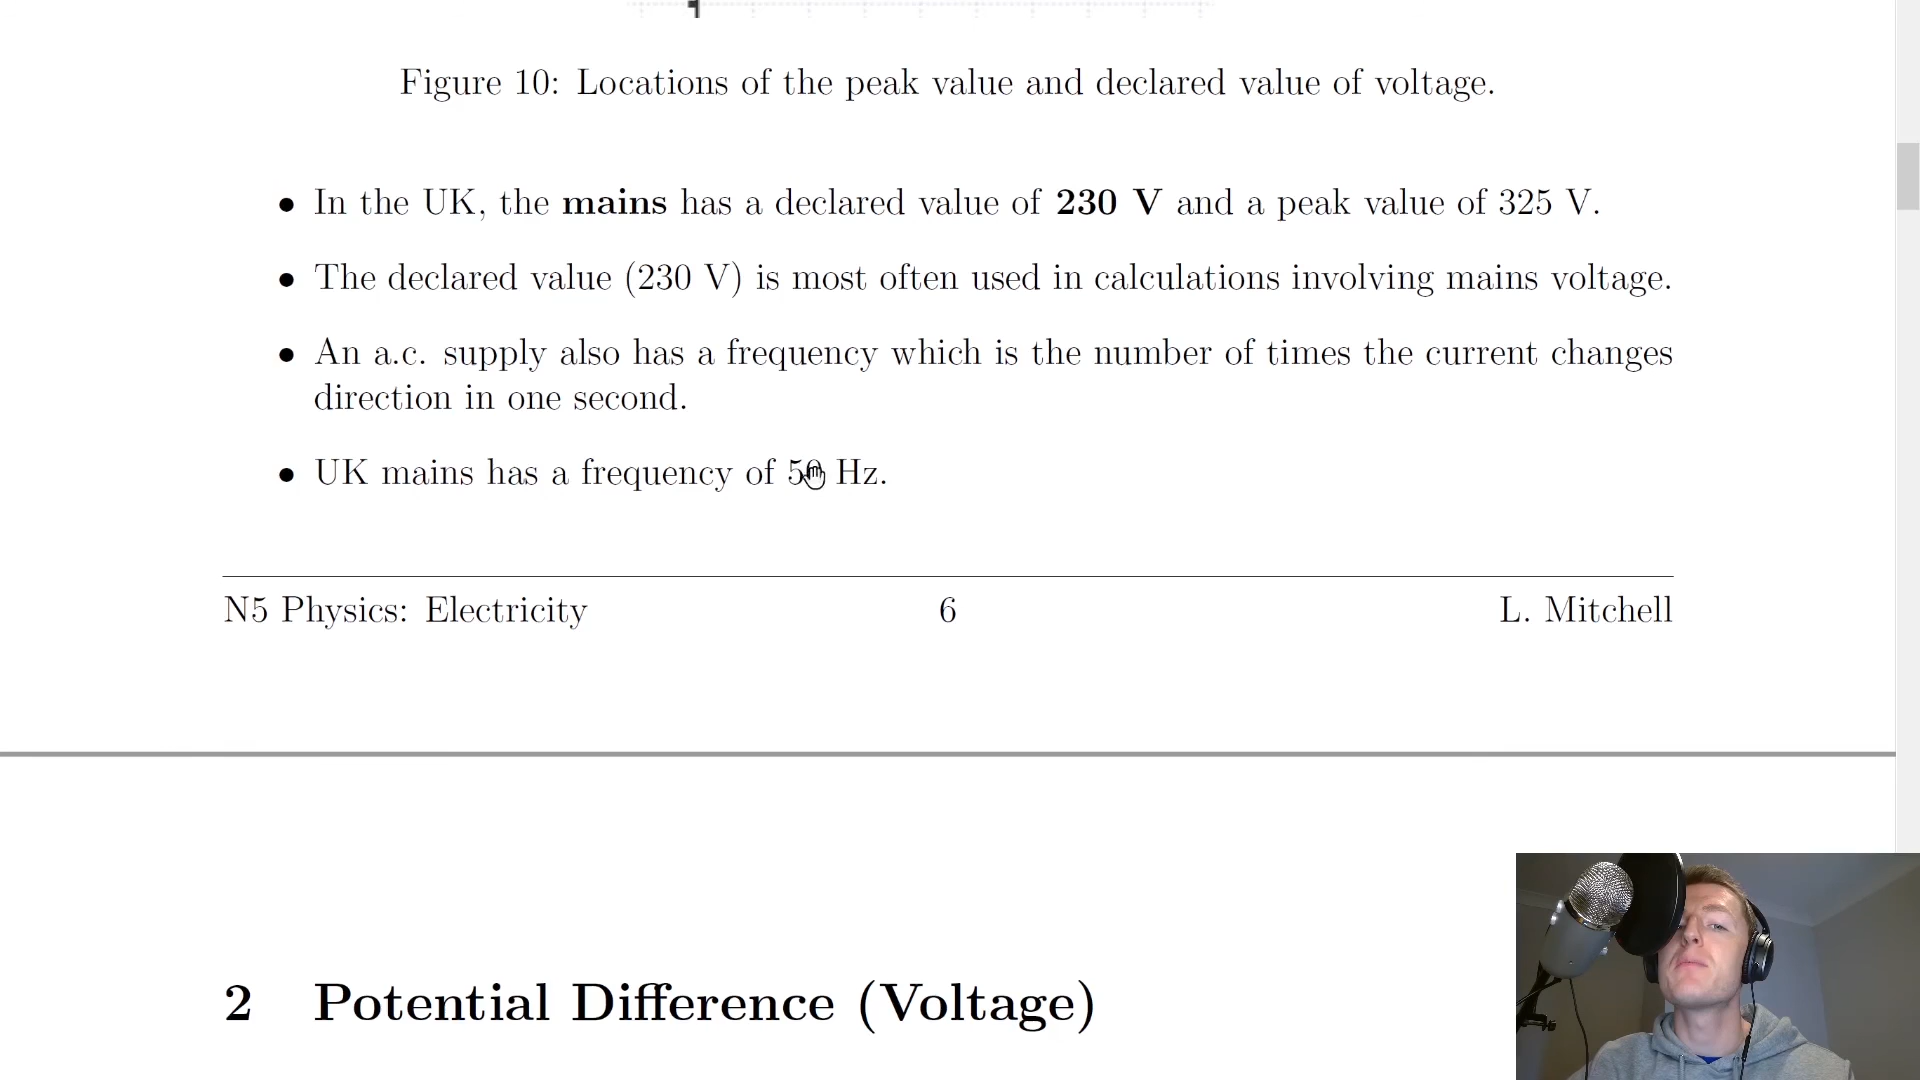 Figure 10: Locations of the peak value and declared value of voltage.
• In the UK, the mains has a declared value of 230 V and a peak value of 325 V.
• The declared value (230 V) is most often used in calculations involving mains voltage.
• An a.c. supply also has a frequency which is the number of times the current changes
direction in one second.
• UK mains has a frequency of 50 Hz.
N5 Physics: Electricity 6 L. Mitchell
2 Potential Difference (Voltage)